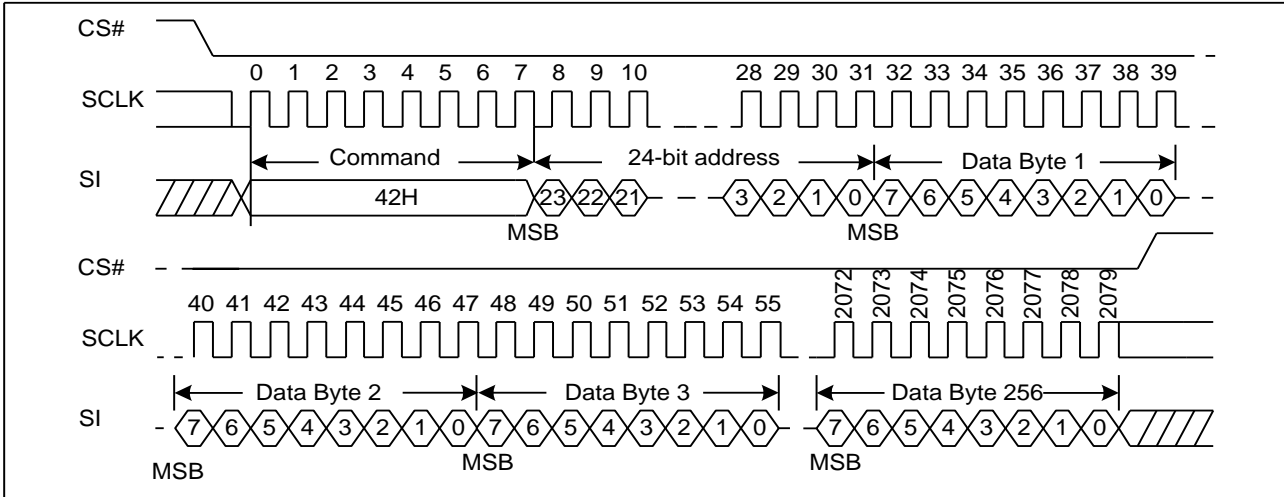 CS#
0 1 2 3 4 5 6 7 8 9 10 28 29 30 31 32 33 34 35 36 37 38 39
SCLK
Command 24-bit address Data Byte 1
SI
42H 23 22 21 3 2 1 0 7 6 5 4 3 2 1 0
MSB MSB
CS#
40 41 42 43 44 45 46 47 48 49 50 51 52 53 54 55 2072 2073 2074 2075 2076 2077 2078 2079
SCLK
Data Byte 2 Data Byte 3 Data Byte 256
SI
7 6 5 4 3 2 1 0 7 6 5 4 3 2 1 0 7 6 5 4 3 2 1 0
MSB MSB MSB